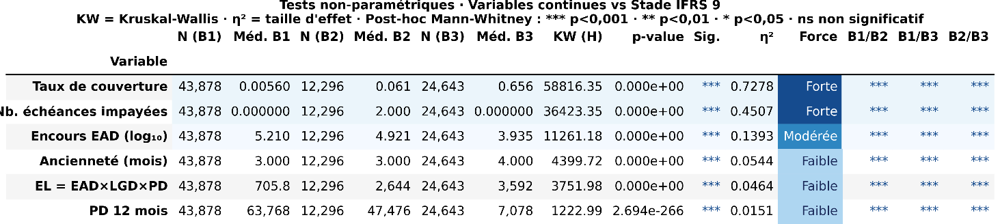 Tests non-paramétriques · Variables continues vs Stade IFRS 9
KW = Kruskal-Wallis · η² = taille d'effet · Post-hoc Mann-Whitney : *** p<0,001 · ** p<0,01 · * p<0,05 · ns non significatif
N (B1) Méd. B1 N (B2) Méd. B2 N (B3) Méd. B3 KW (H) p-value Sig. η² Force B1/B2 B1/B3 B2/B3
Variable
Taux de couverture 43,878 0.00560 12,296 0.061 24,643 0.656 58816.35 0.000e+00 *** 0.7278 Forte *** *** ***
Nb. échéances impayées 43,878 0.000000 12,296 2.000 24,643 0.000000 36423.35 0.000e+00 *** 0.4507 Forte *** *** ***
Encours EAD (log₁₀) 43,878 5.210 12,296 4.921 24,643 3.935 11261.18 0.000e+00 *** 0.1393 Modérée *** *** ***
Ancienneté (mois) 43,878 3.000 12,296 3.000 24,643 4.000 4399.72 0.000e+00 *** 0.0544 Faible *** *** ***
EL = EAD×LGD×PD 43,878 705.8 12,296 2,644 24,643 3,592 3751.98 0.000e+00 *** 0.0464 Faible *** *** ***
PD 12 mois 43,878 63,768 12,296 47,476 24,643 7,078 1222.99 2.694e-266 *** 0.0151 Faible *** *** ***